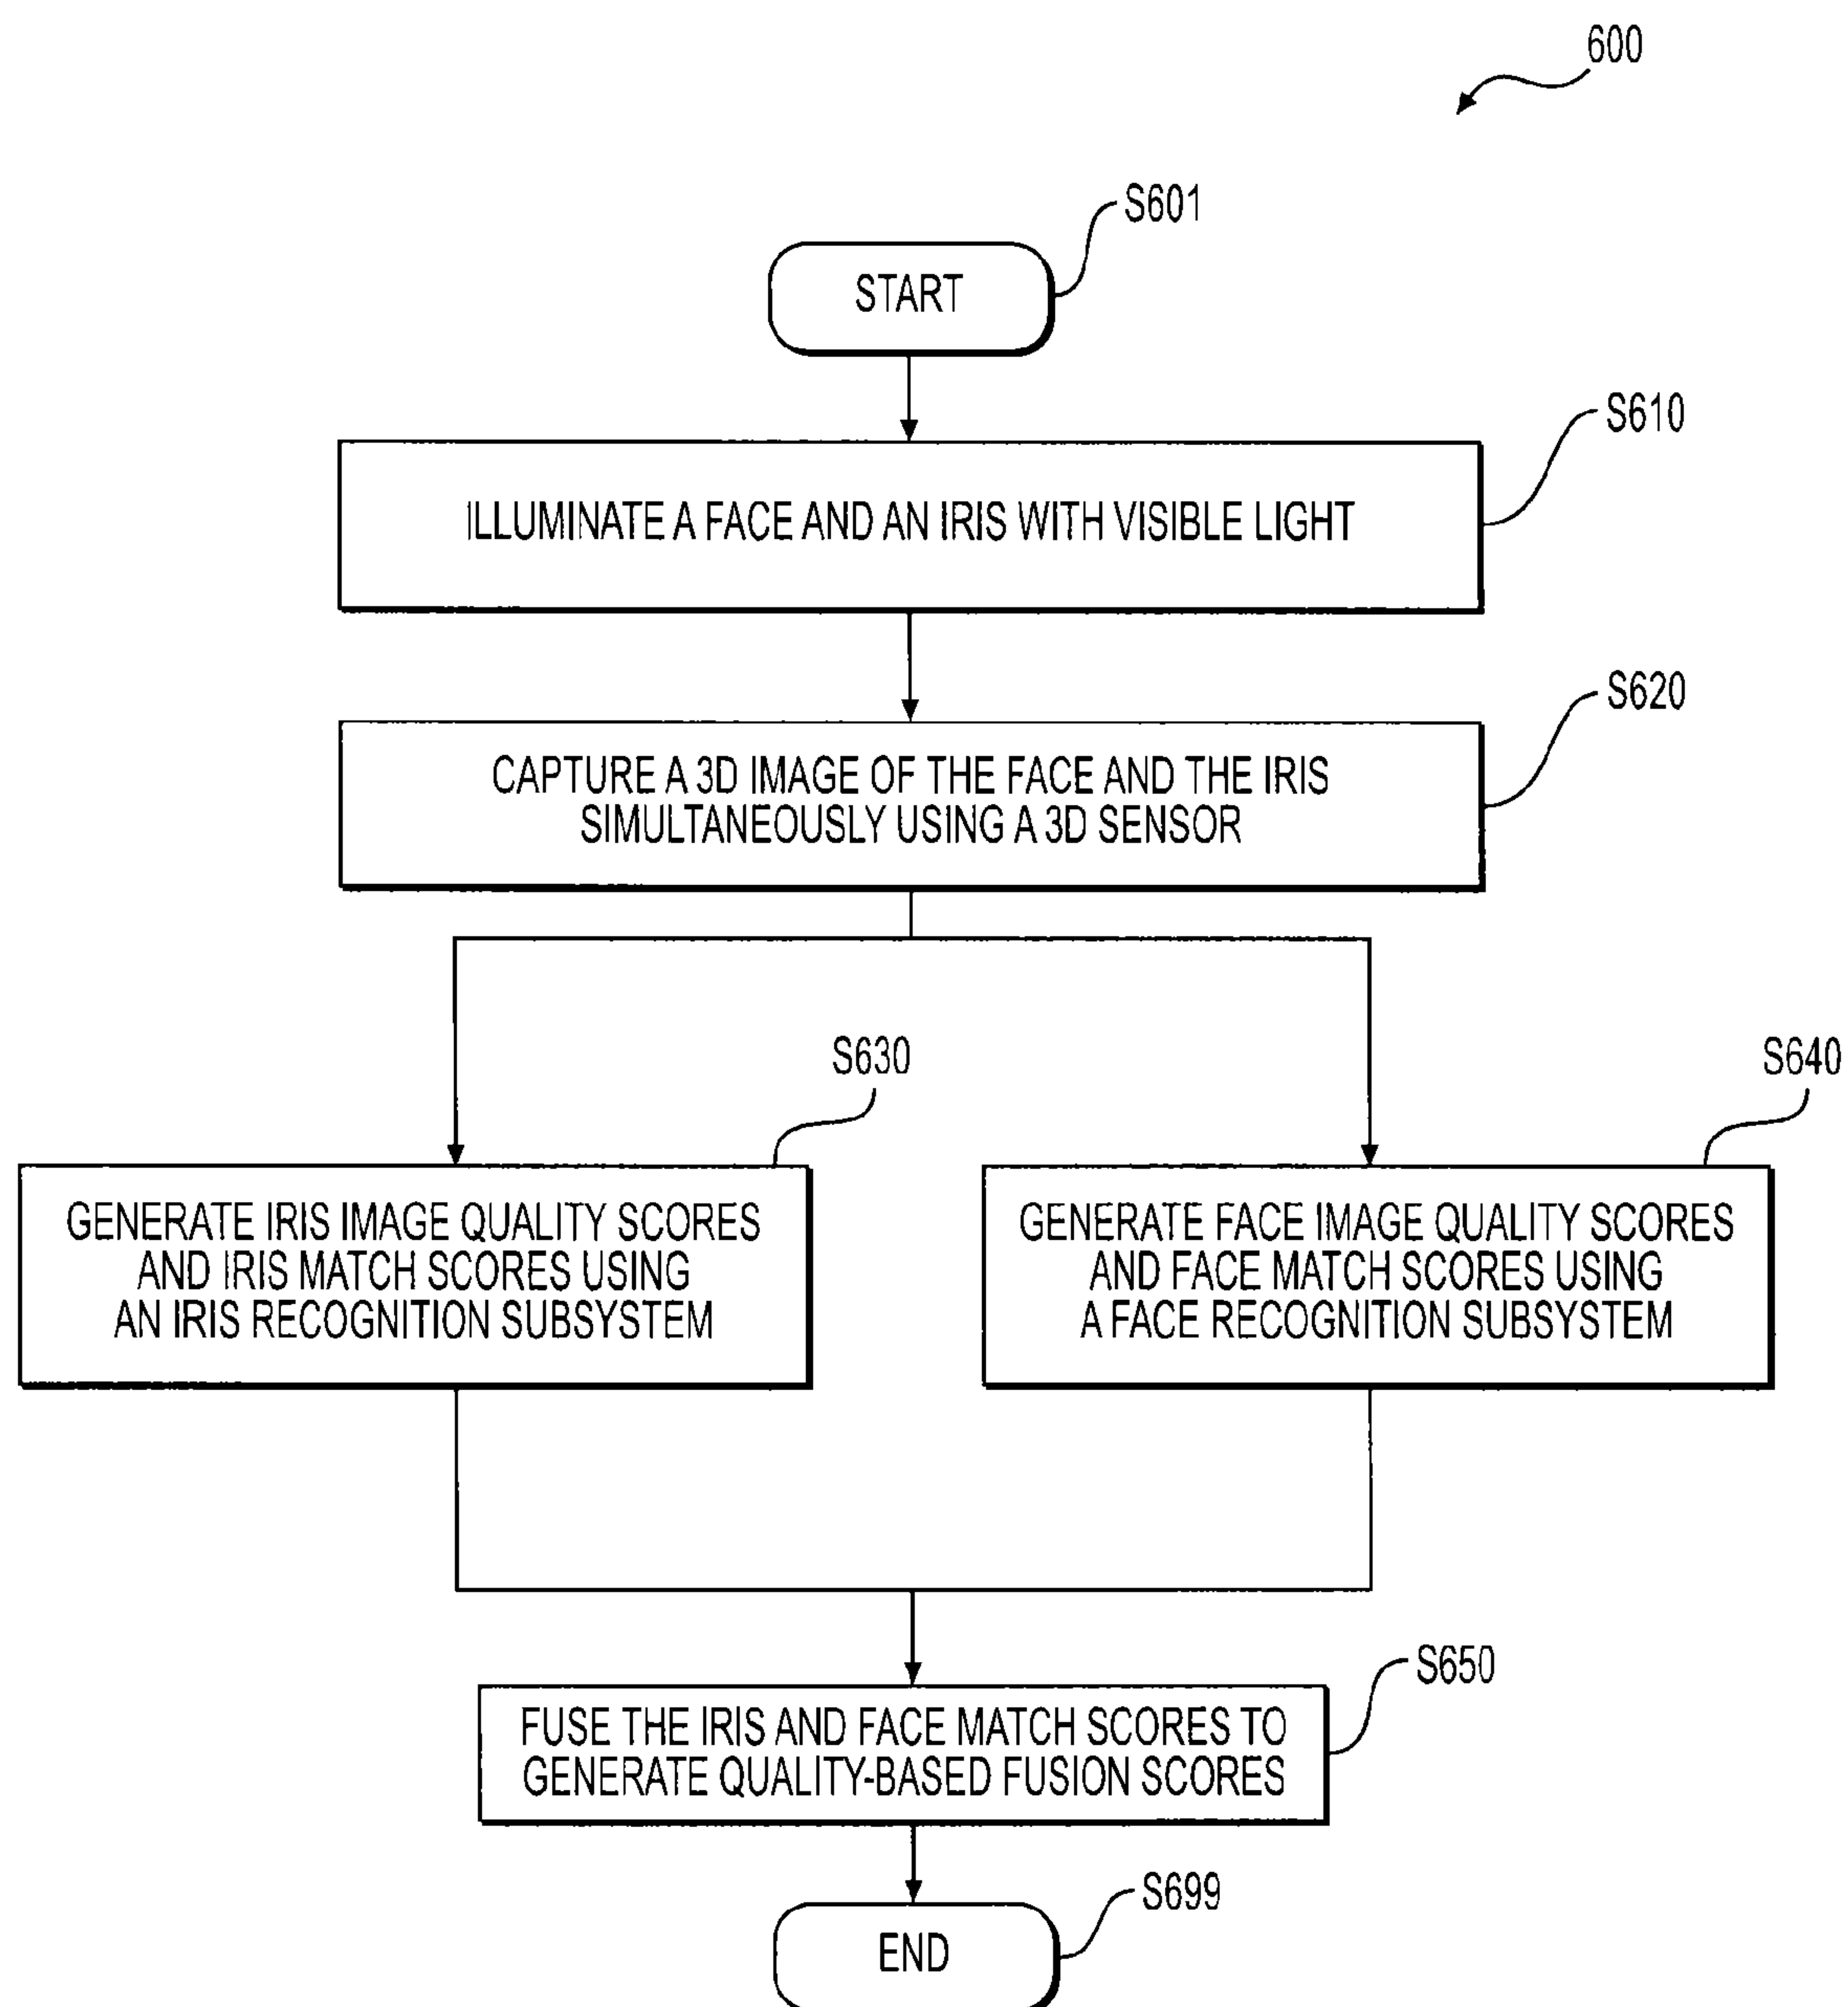 600
S601
START
S610
ILLUMINATE A FACE AND AN IRIS WITH VISIBLE LIGHT
S620
CAPTURE A 3D IMAGE OF THE FACE AND THE IRIS
SIMULTANEOUSLY USING A 3D SENSOR
S630
GENERATE IRIS IMAGE QUALITY SCORES
AND IRIS MATCH SCORES USING
AN IRIS RECOGNITION SUBSYSTEM
S640
GENERATE FACE IMAGE QUALITY SCORES
AND FACE MATCH SCORES USING
A FACE RECOGNITION SUBSYSTEM
S650
FUSE THE IRIS AND FACE MATCH SCORES TO
GENERATE QUALITY-BASED FUSION SCORES
S699
END